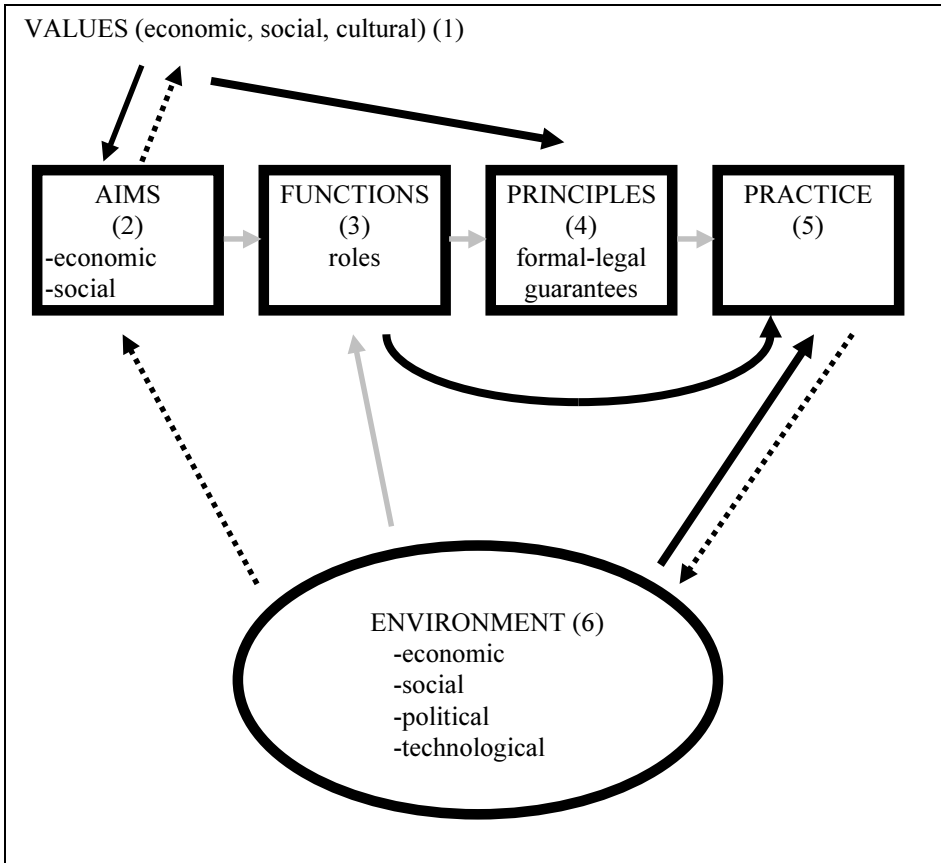 VALUES (economic, social, cultural) (1)
AIMS
(2)
-economic
-social
FUNCTIONS
(3)
roles
PRINCIPLES
(4)
formal-legal
guarantees
PRACTICE
(5)
ENVIRONMENT (6)
-economic
-social
-political
-technological